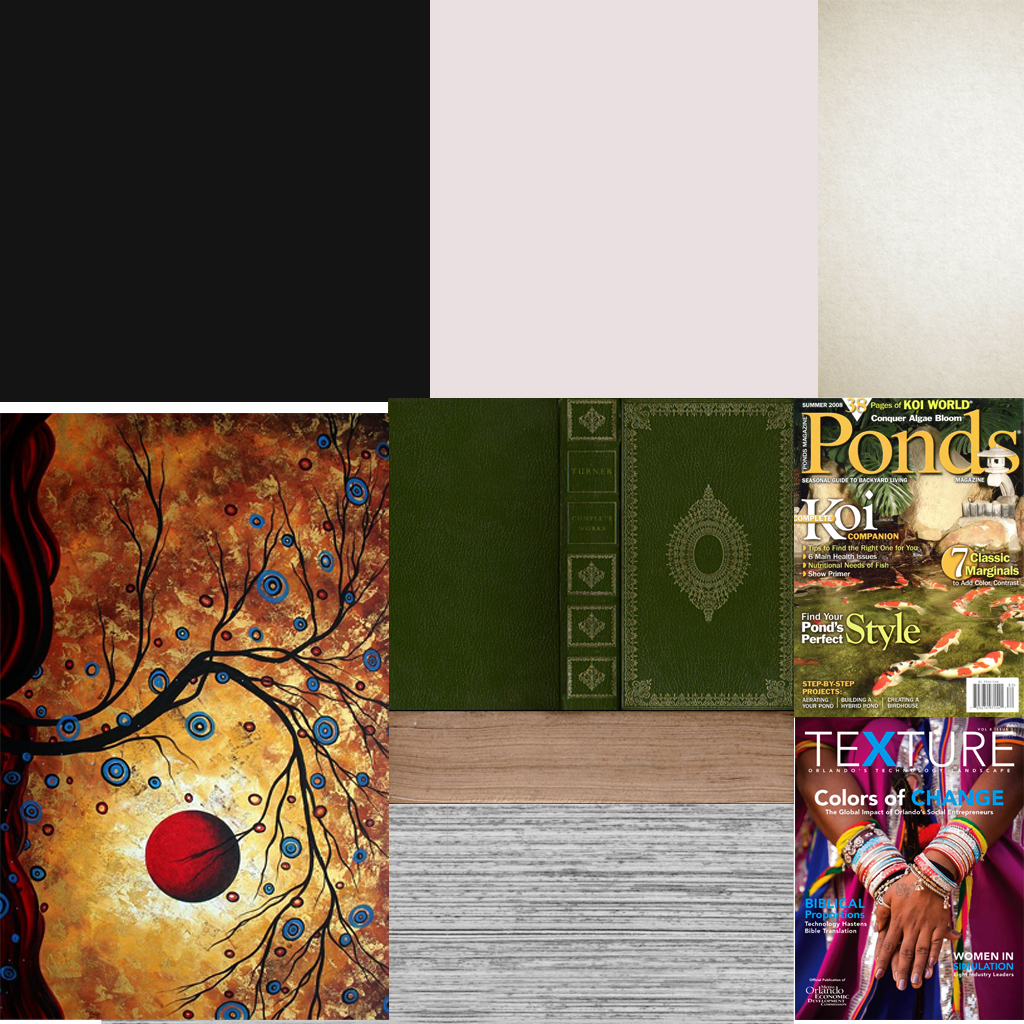 TURNER
COMPLETE
WORKS
SUMMER 2008
38 Pages of KOI WORLD
Conquer Algae Bloom
PONDS MAGAZINE
Ponds
SEASONAL GUIDE TO BACKYARD LIVING
MAGAZINE
COMPLETE
Koi
COMPANION
Tips to Find the Right One for You
6 Main Health Issues
Nutritional Needs of Fish
Show Primer
7 Classic
Marginals
to Add Color, Contrast
Find Your
Pond's
Perfect
Style
STEP-BY-STEP
PROJECTS:
AERATING
YOUR POND
BUILDING A
HYBRID POND
CREATING A
BIRDHOUSE
TEXTURE
ORLANDO'S TECHNOLOGY LANDSCAPE
Colors of CHANGE
The Global Impact of Orlando's Social Entrepreneurs
BIBLICAL
Proportions
Technology Hastens
Bible Translation
WOMEN IN
SIMULATION
Eight Industry Leaders
Official Publication of
Metro
Orlando
Economic
Development
Commission